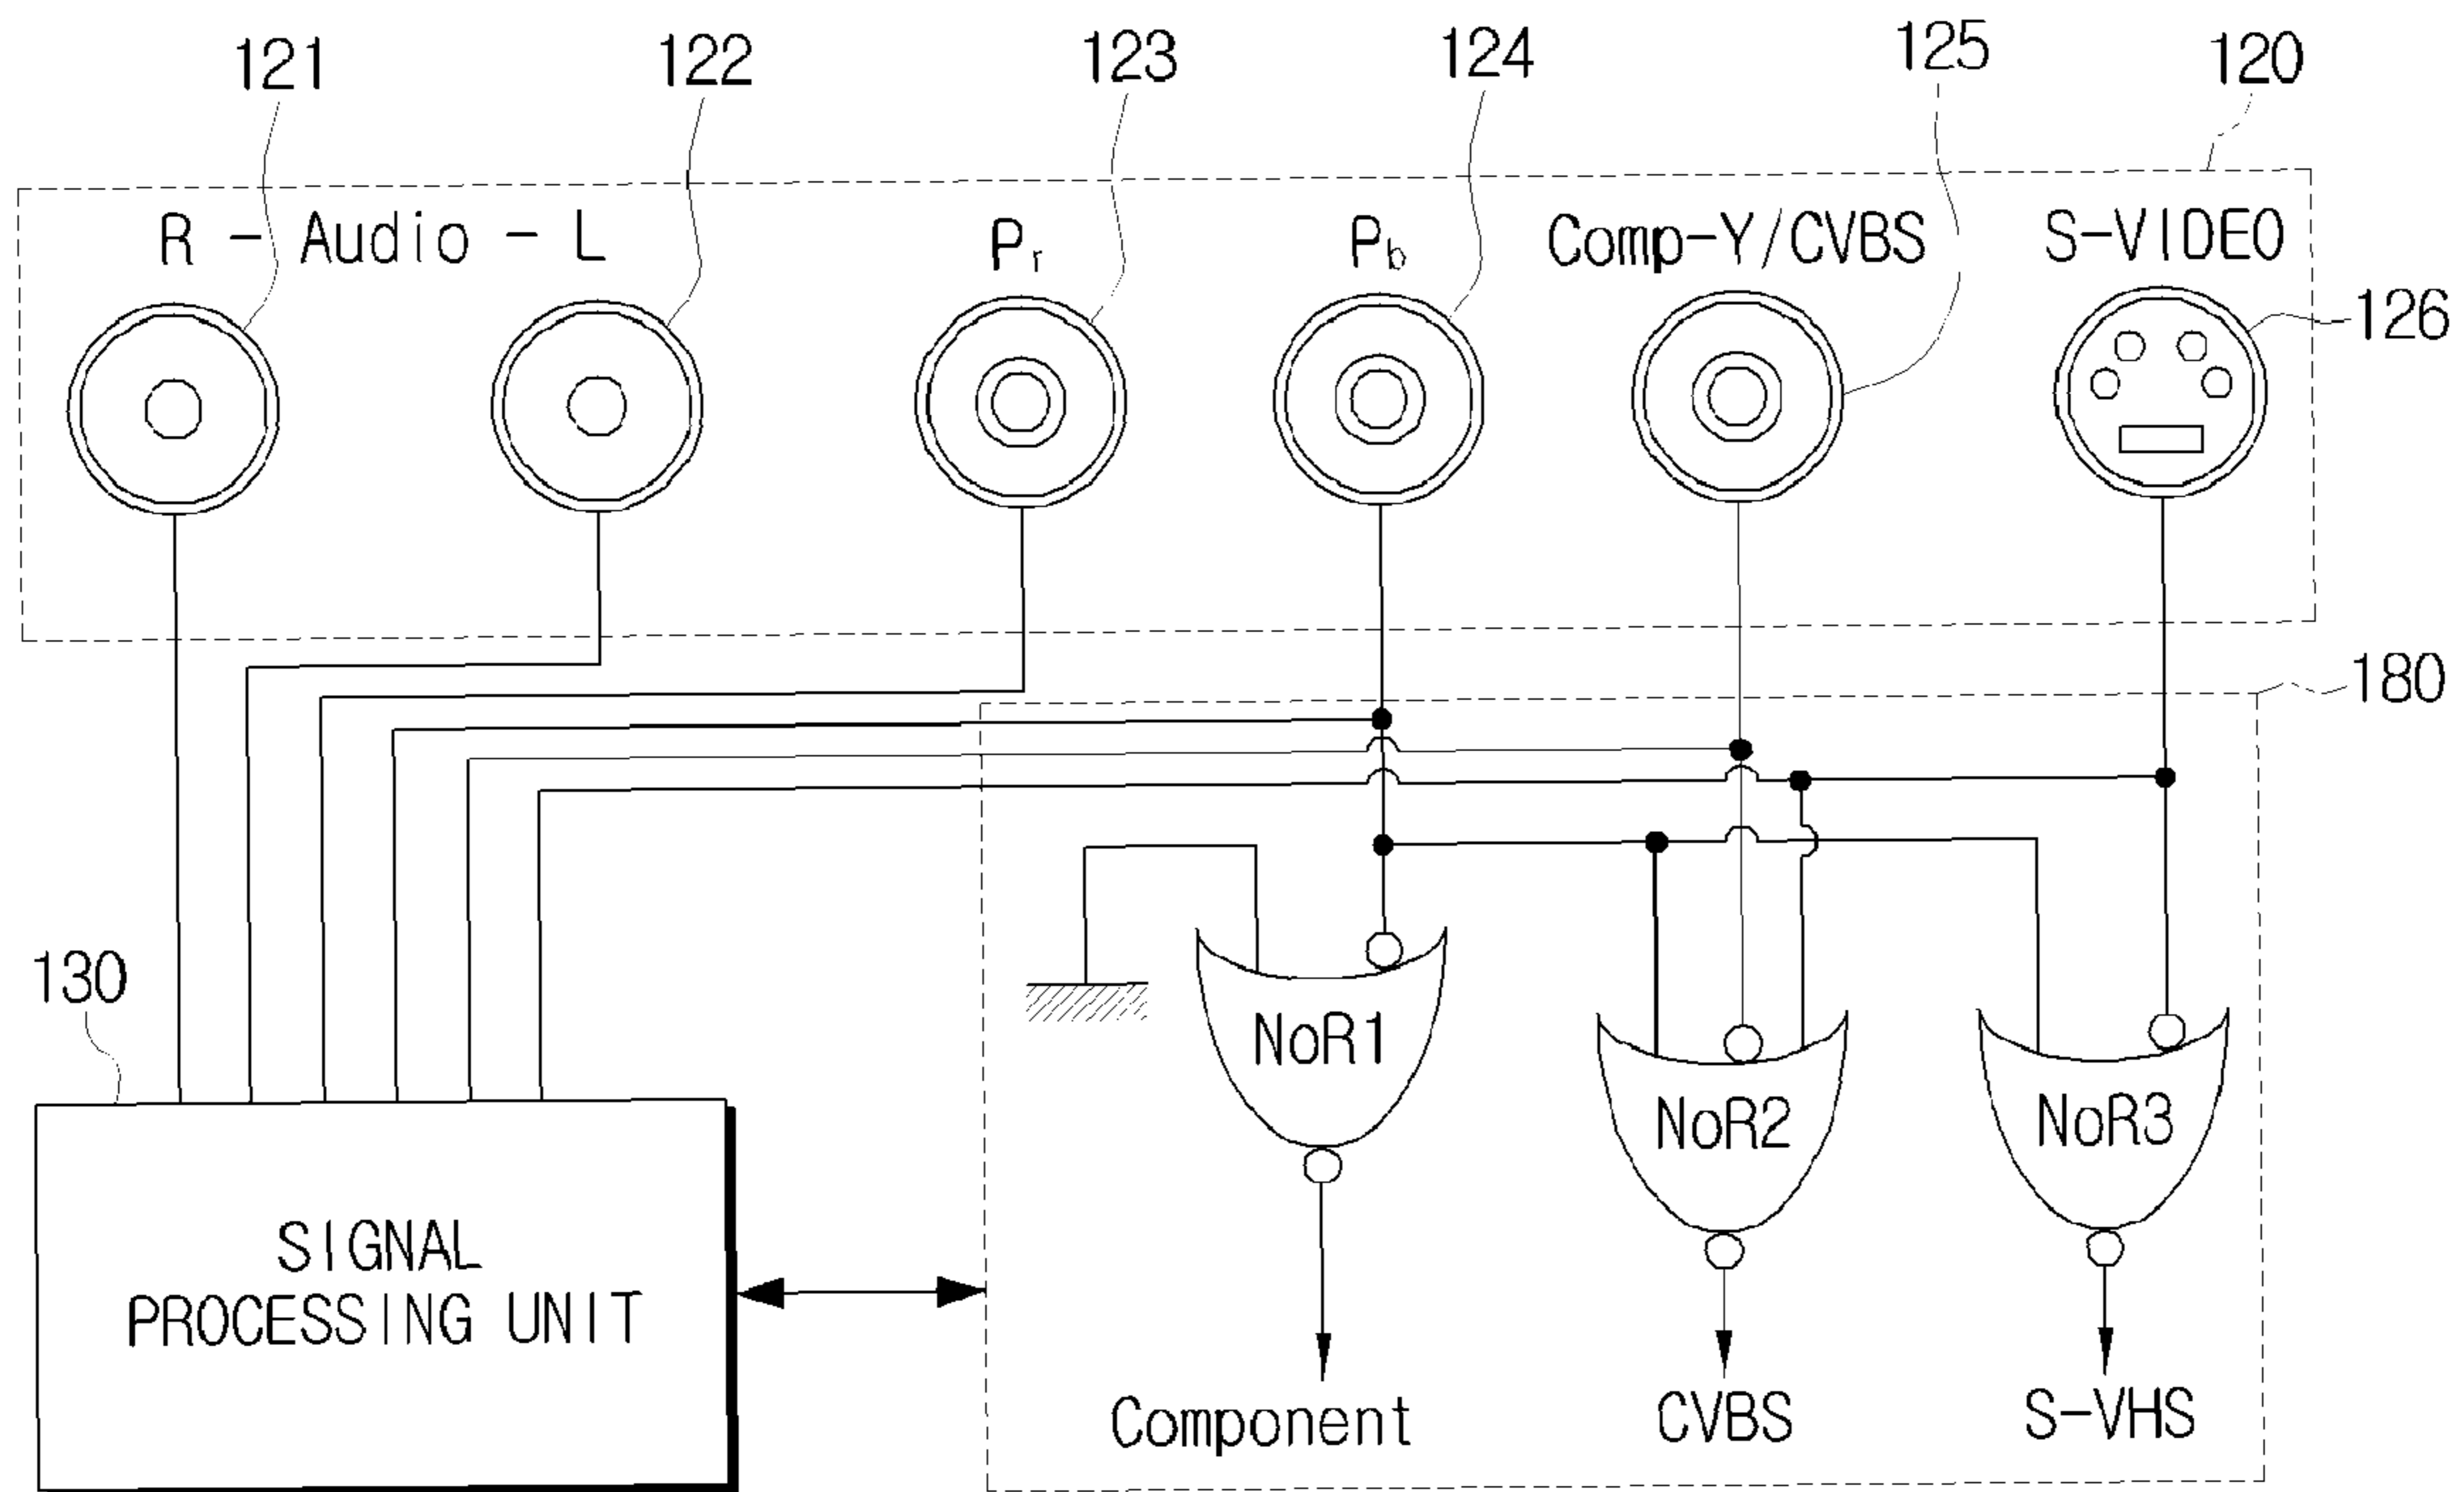 121
122
123
124
125
120
R - Audio - L
Pr
Pb
Comp-Y/CVBS
S-VIDEO
126
180
130
NoR1
NoR2
NoR3
SIGNAL
PROCESSING UNIT
Component
CVBS
S-VHS